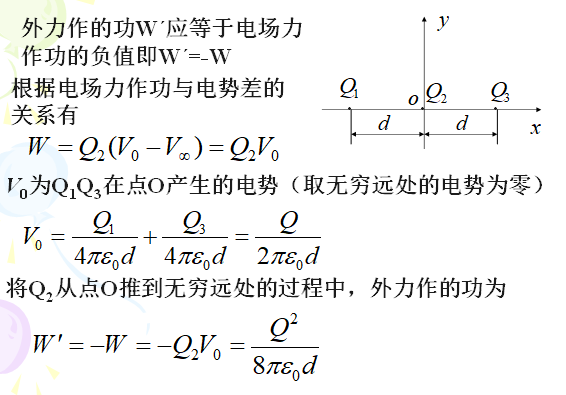 外力作的功W´应等于电场力
作功的负值即W´=-W
根据电场力作功与电势差的
关系有
y
Q₁ o Q₂ Q₃
d d x
W = Q₂(V₀ − V∞) = Q₂V₀
V₀为Q₁Q₃在点O产生的电势（取无穷远处的电势为零）
V₀ = Q₁/4πε₀d + Q₃/4πε₀d = Q/2πε₀d
将Q₂从点O推到无穷远处的过程中，外力作的功为
W′ = −W = −Q₂V₀ = Q²/8πε₀d